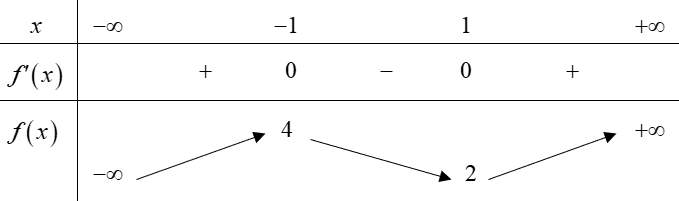 x −∞ −1 1 +∞
f′(x) + 0 − 0 +
f(x) 4 +∞
−∞ 2